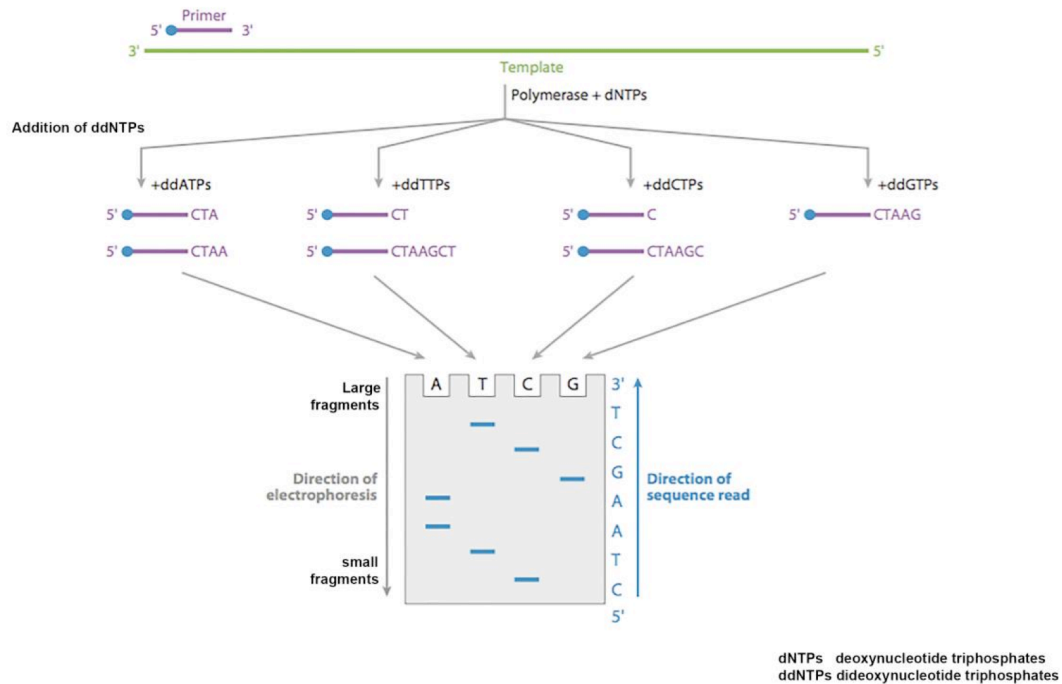 Primer
5' 3'
3' 5'
Template
Polymerase + dNTPs
Addition of ddNTPs
+ddATPs +ddTTPs +ddCTPs +ddGTPs
5' CTA 5' CT 5' C 5' CTAAG
5' CTAA 5' CTAAGCT 5' CTAAGC
A T C G
Large
fragments
Direction of
electrophoresis
small
fragments
3'
T
C
G
A
A
T
C
5'
Direction of
sequence read
dNTPs deoxynucleotide triphosphates
ddNTPs dideoxynucleotide triphosphates